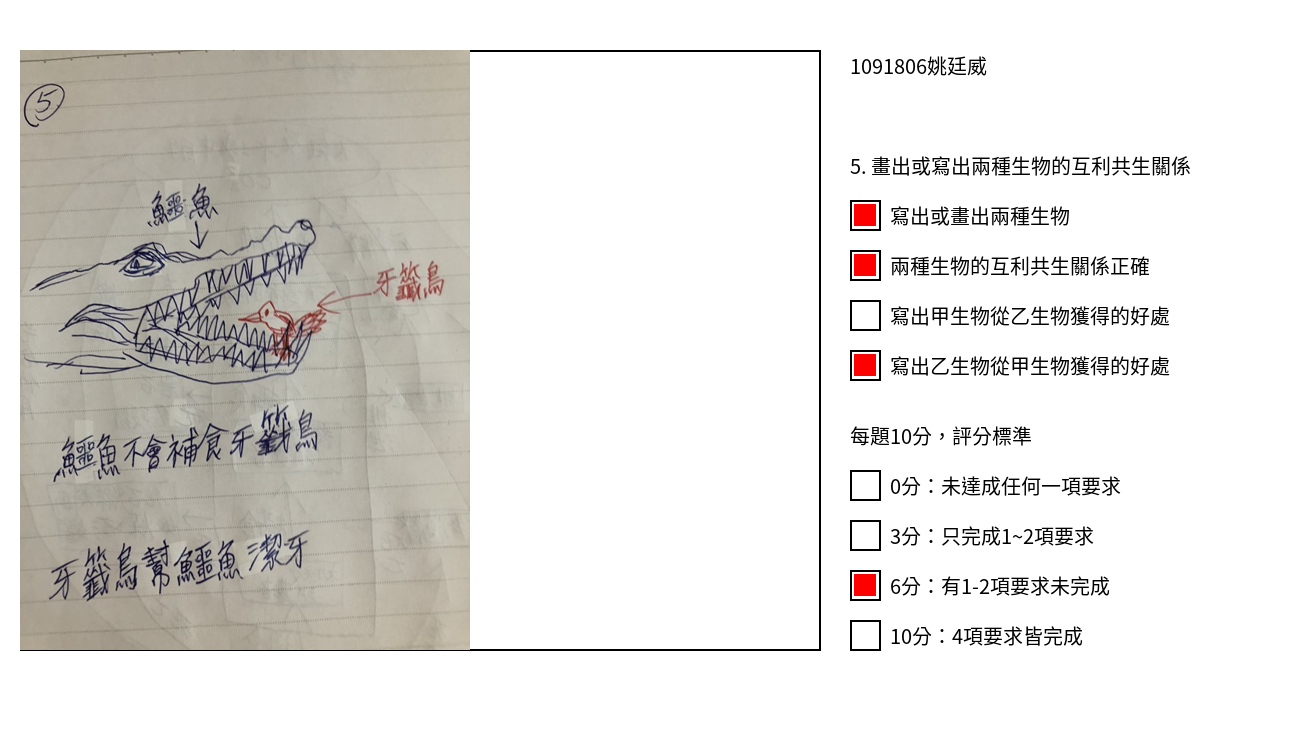 ⑤
鱷魚
牙籤鳥
鱷魚不會補食牙籤鳥
牙籤鳥幫鱷魚潔牙
1091806姚廷威
5. 畫出或寫出兩種生物的互利共生關係
寫出或畫出兩種生物
兩種生物的互利共生關係正確
寫出甲生物從乙生物獲得的好處
寫出乙生物從甲生物獲得的好處
每題10分，評分標準
0分：未達成任何一項要求
3分：只完成1~2項要求
6分：有1-2項要求未完成
10分：4項要求皆完成